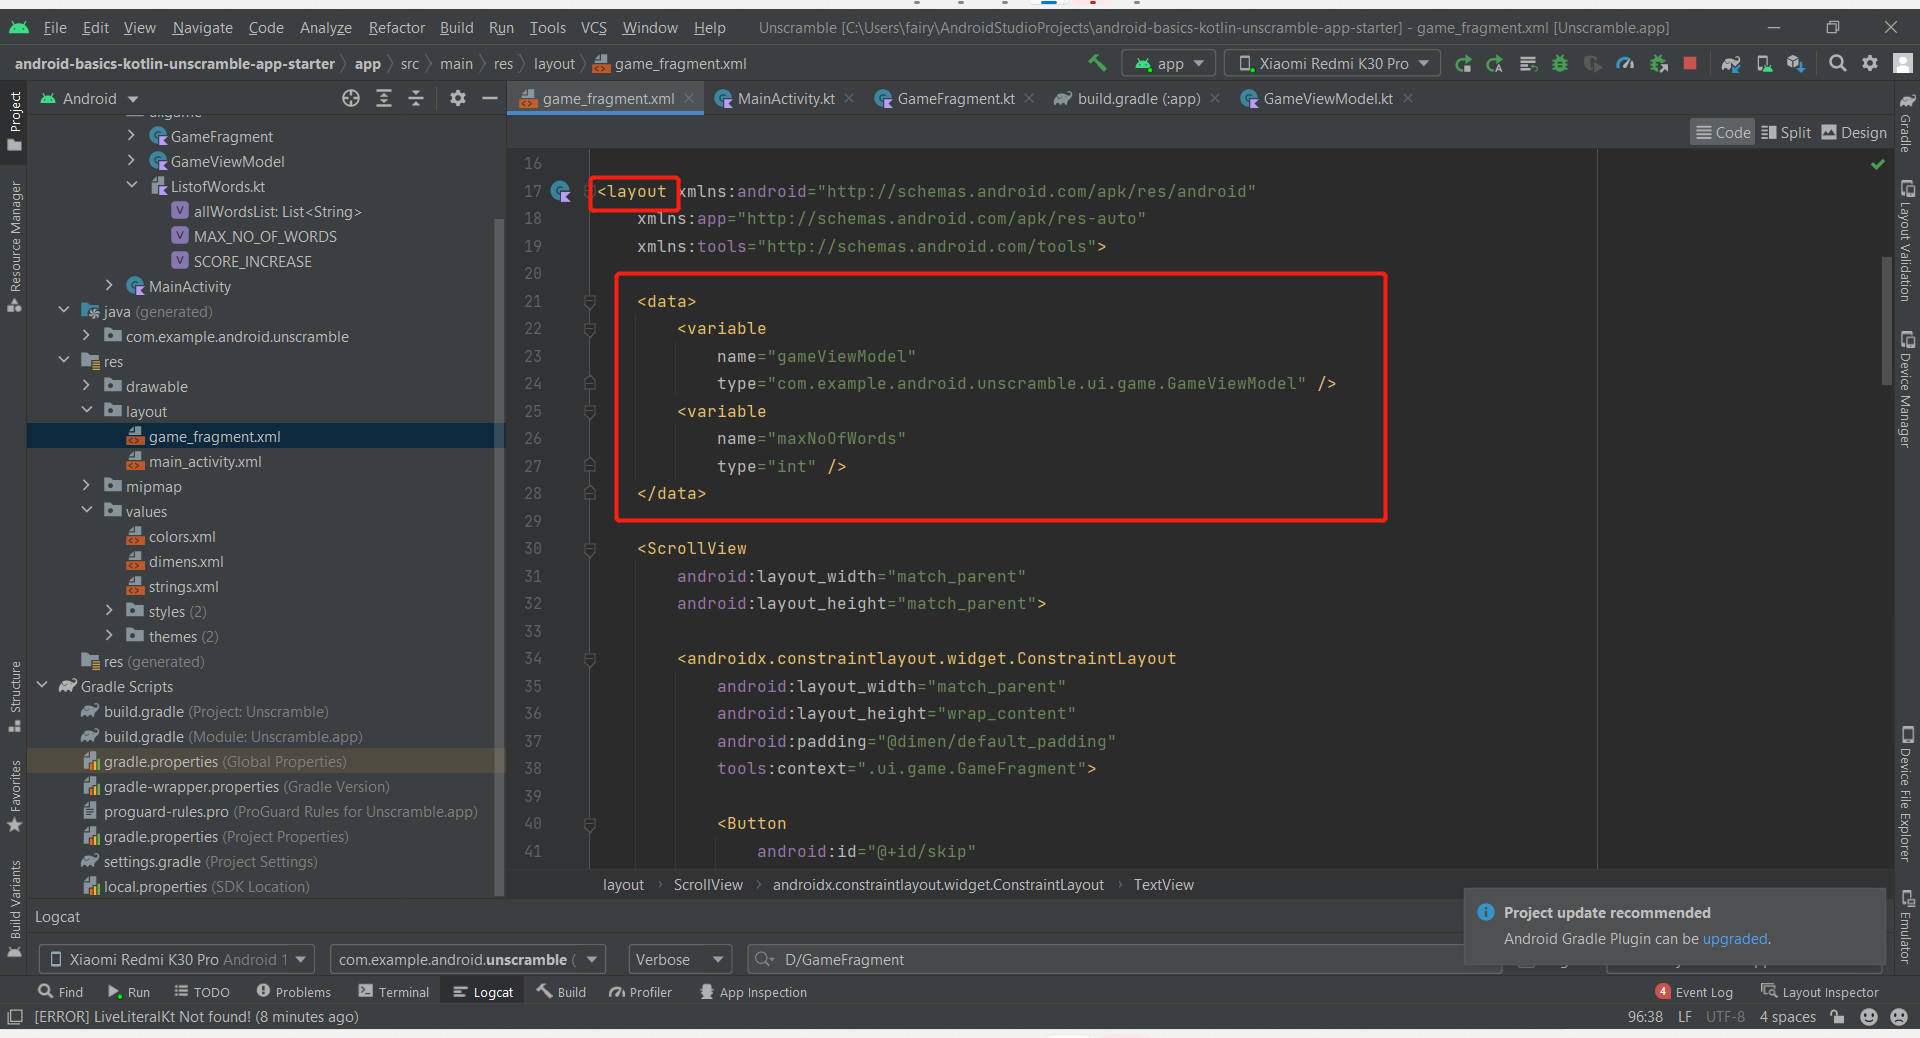 File Edit View Navigate Code Analyze Refactor Build Run Tools VCS Window Help Unscramble [C:\Users\fairy\AndroidStudioProjects\android-basics-kotlin-unscramble-app-starter] - game_fragment.xml [Unscramble.app]
android-basics-kotlin-unscramble-app-starter app src main res layout game_fragment.xml app Xiaomi Redmi K30 Pro
Project
Resource Manager
Structure
Favorites
Build Variants
Android
game_fragment.xml MainActivity.kt GameFragment.kt build.gradle (:app) GameViewModel.kt
Code Split Design
GameFragment
GameViewModel
ListofWords.kt
allWordsList: List<String>
MAX_NO_OF_WORDS
SCORE_INCREASE
MainActivity
java (generated)
com.example.android.unscramble
res
drawable
layout
game_fragment.xml
main_activity.xml
mipmap
values
colors.xml
dimens.xml
strings.xml
styles (2)
themes (2)
res (generated)
Gradle Scripts
build.gradle (Project: Unscramble)
build.gradle (Module: Unscramble.app)
gradle.properties (Global Properties)
gradle-wrapper.properties (Gradle Version)
proguard-rules.pro (ProGuard Rules for Unscramble.app)
gradle.properties (Project Properties)
settings.gradle (Project Settings)
local.properties (SDK Location)
16
17 <layout xmlns:android="http://schemas.android.com/apk/res/android"
18 xmlns:app="http://schemas.android.com/apk/res-auto"
19 xmlns:tools="http://schemas.android.com/tools">
20
21 <data>
22 <variable
23 name="gameViewModel"
24 type="com.example.android.unscramble.ui.game.GameViewModel" />
25 <variable
26 name="maxNoOfWords"
27 type="int" />
28 </data>
29
30 <ScrollView
31 android:layout_width="match_parent"
32 android:layout_height="match_parent">
33
34 <androidx.constraintlayout.widget.ConstraintLayout
35 android:layout_width="match_parent"
36 android:layout_height="wrap_content"
37 android:padding="@dimen/default_padding"
38 tools:context=".ui.game.GameFragment">
39
40 <Button
41 android:id="@+id/skip"
layout ScrollView androidx.constraintlayout.widget.ConstraintLayout TextView
Gradle
Layout Validation
Device Manager
Device File Explorer
Emulator
Logcat
Project update recommended
Android Gradle Plugin can be upgraded.
Xiaomi Redmi K30 Pro Android 1 com.example.android.unscramble ( Verbose D/GameFragment
Find Run TODO Problems Terminal Logcat Build Profiler App Inspection 4 Event Log Layout Inspector
[ERROR] LiveLiteralKt Not found! (8 minutes ago) 96:38 LF UTF-8 4 spaces